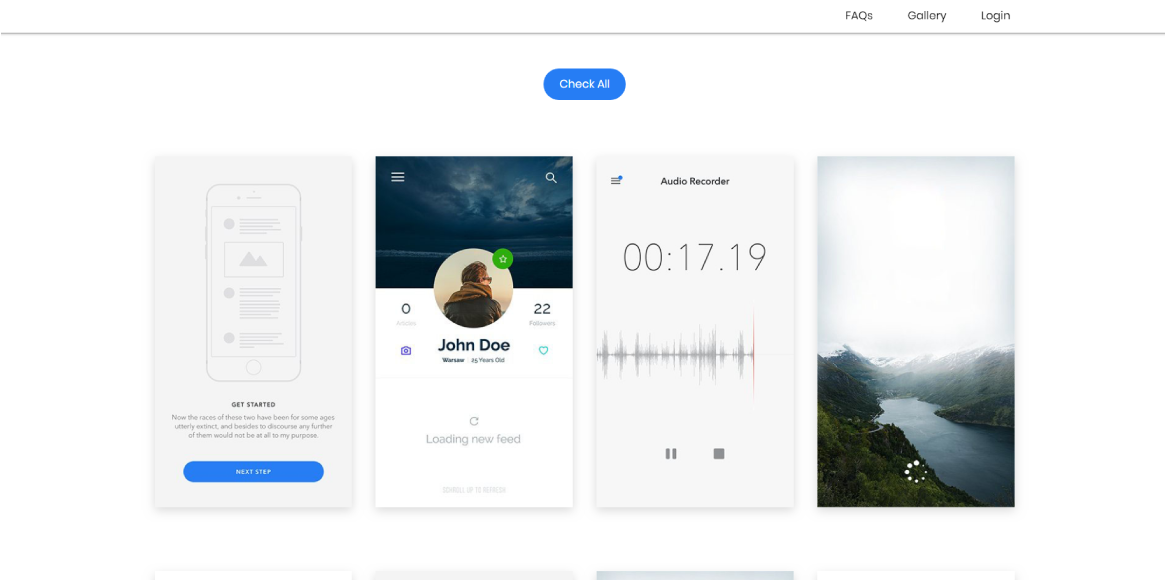 FAQs Gallery Login
Check All
GET STARTED
Now the races of these two have been for some ages
utterly extinct, and besides to discourse any further
of them would not be at all to my purpose.
NEXT STEP
0 22
Articles Followers
John Doe
Warsaw 25 Years Old
Loading new feed
SCRROLL UP TO REFRESH
Audio Recorder
00:17.19